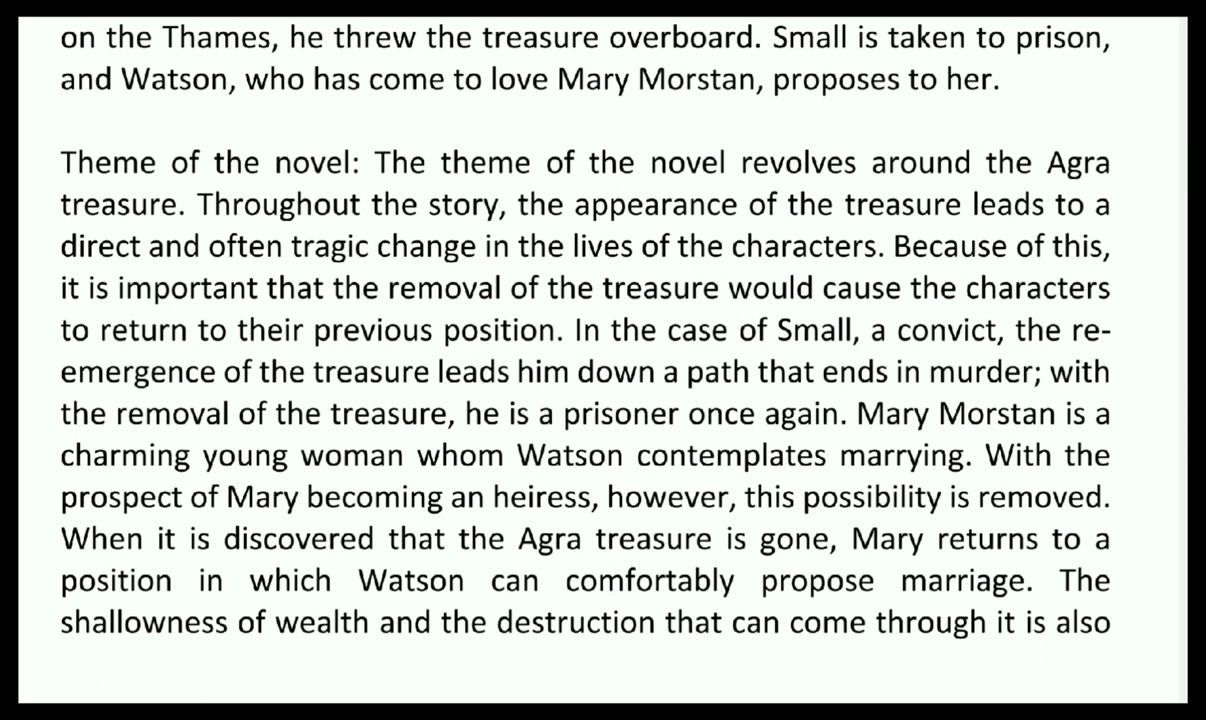 on the Thames, he threw the treasure overboard. Small is taken to prison,
and Watson, who has come to love Mary Morstan, proposes to her.
Theme of the novel: The theme of the novel revolves around the Agra
treasure. Throughout the story, the appearance of the treasure leads to a
direct and often tragic change in the lives of the characters. Because of this,
it is important that the removal of the treasure would cause the characters
to return to their previous position. In the case of Small, a convict, the re-
emergence of the treasure leads him down a path that ends in murder; with
the removal of the treasure, he is a prisoner once again. Mary Morstan is a
charming young woman whom Watson contemplates marrying. With the
prospect of Mary becoming an heiress, however, this possibility is removed.
When it is discovered that the Agra treasure is gone, Mary returns to a
position in which Watson can comfortably propose marriage. The
shallowness of wealth and the destruction that can come through it is also